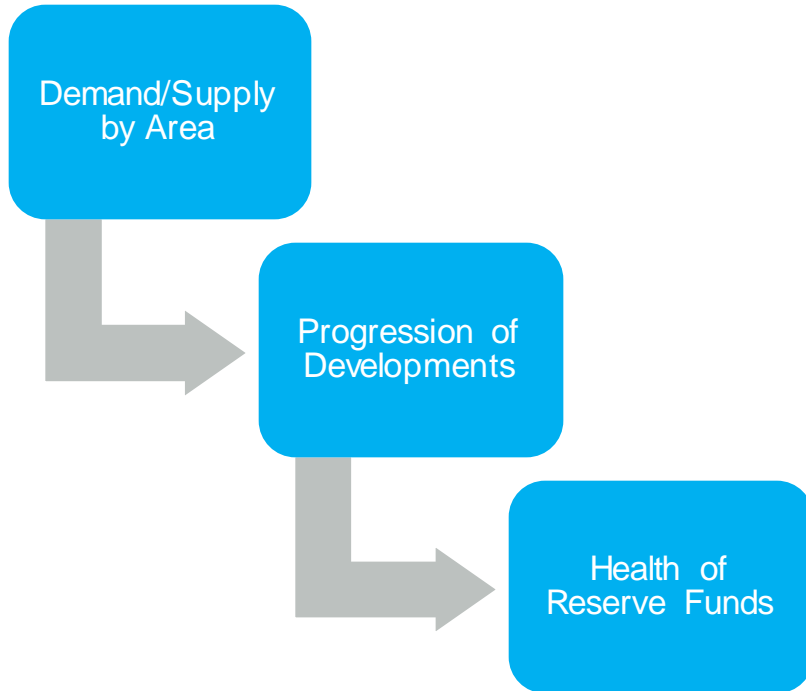 Demand/Supply
by Area
Progression of
Developments
Health of
Reserve Funds